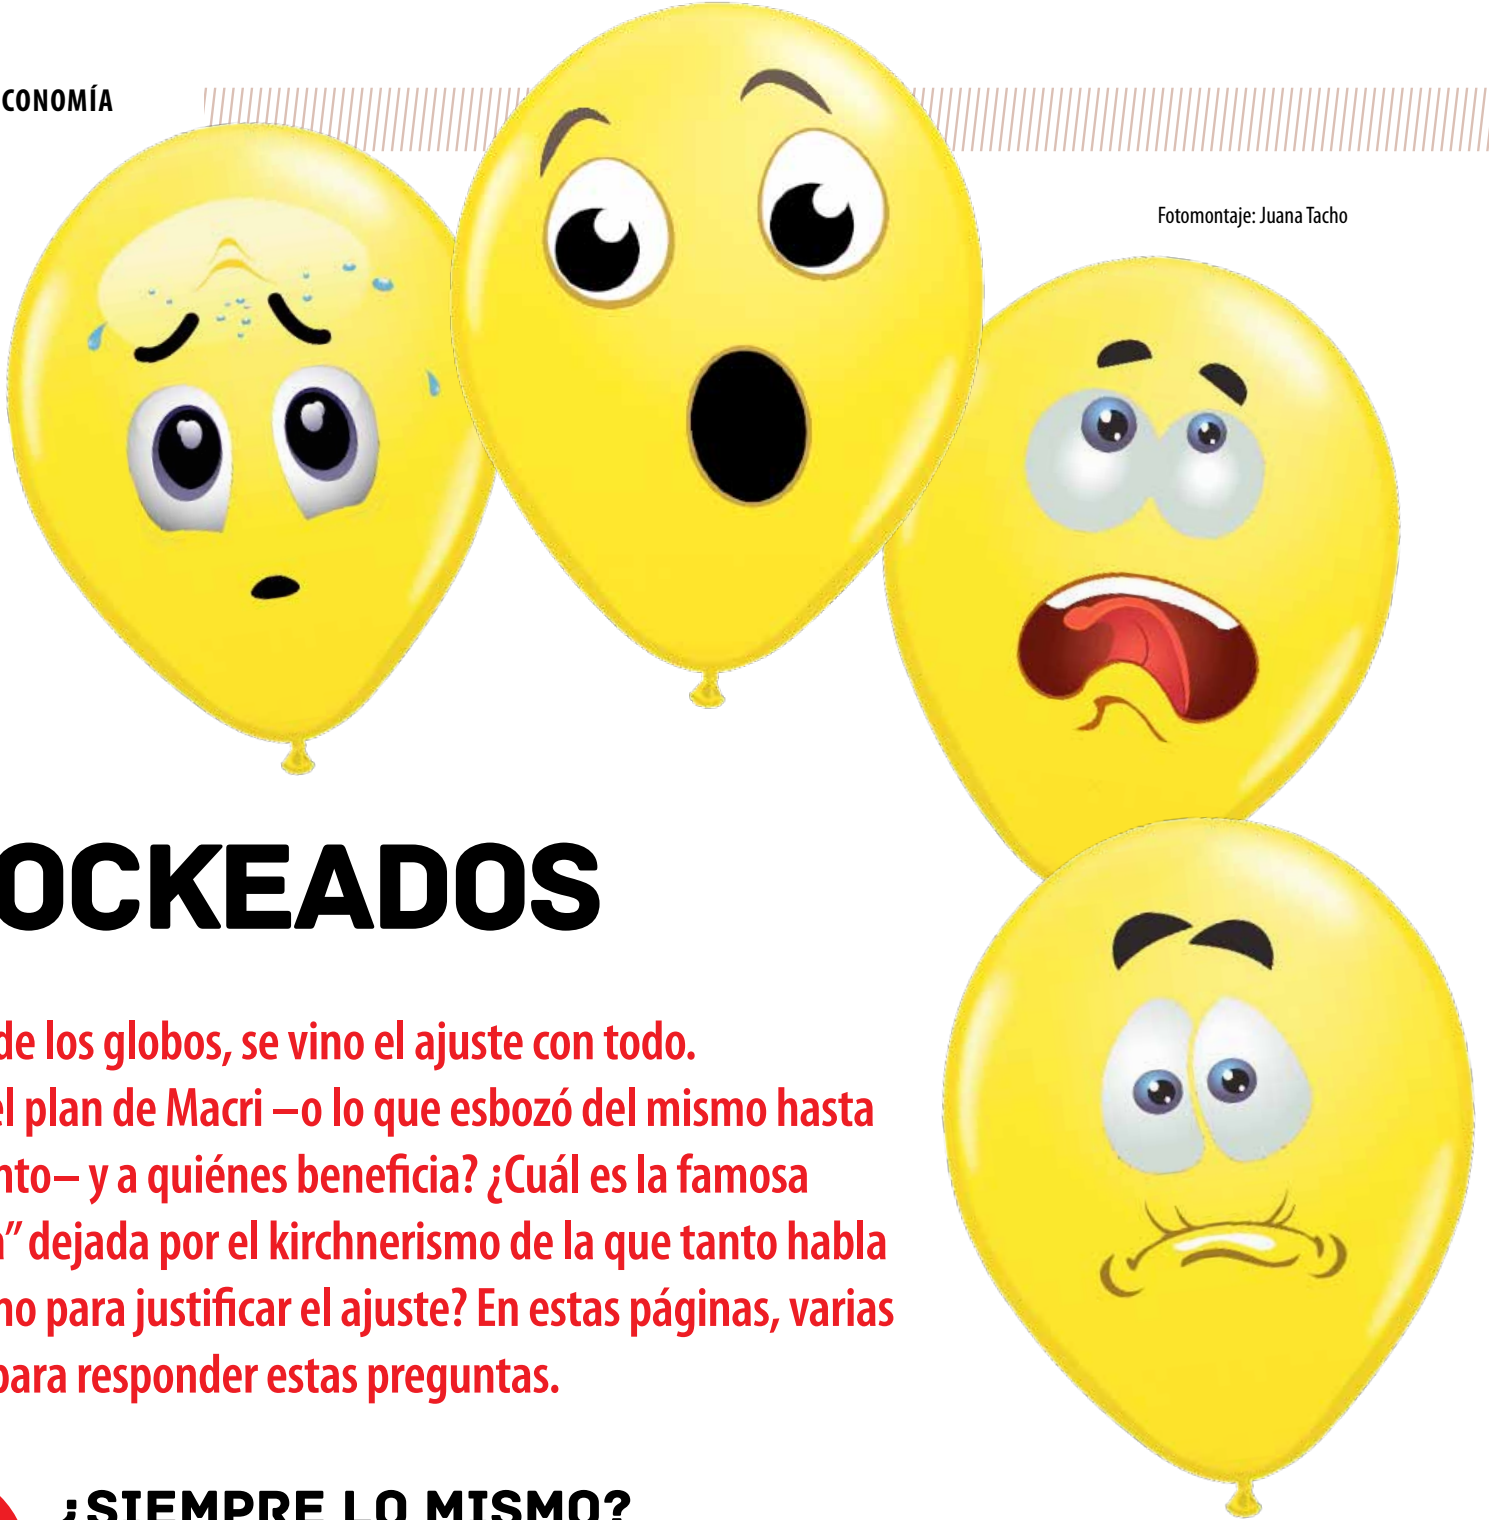 CONOMÍA
Fotomontaje: Juana Tacho
OCKEADOS
de los globos, se vino el ajuste con todo.
el plan de Macri –o lo que esbozó del mismo hasta
nto– y a quiénes beneficia? ¿Cuál es la famosa
” dejada por el kirchnerismo de la que tanto habla
no para justificar el ajuste? En estas páginas, varias
para responder estas preguntas.
¿SIEMPRE LO MISMO?